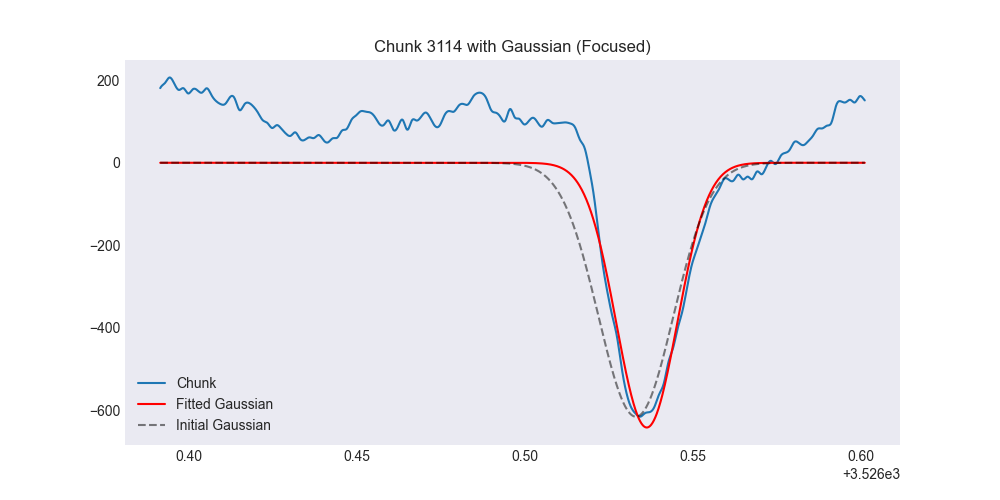 Chunk 3114 with Gaussian (Focused)
200
0
−200
−400
−600
Chunk
Fitted Gaussian
Initial Gaussian
0.40 0.45 0.50 0.55 0.60
+3.526e3